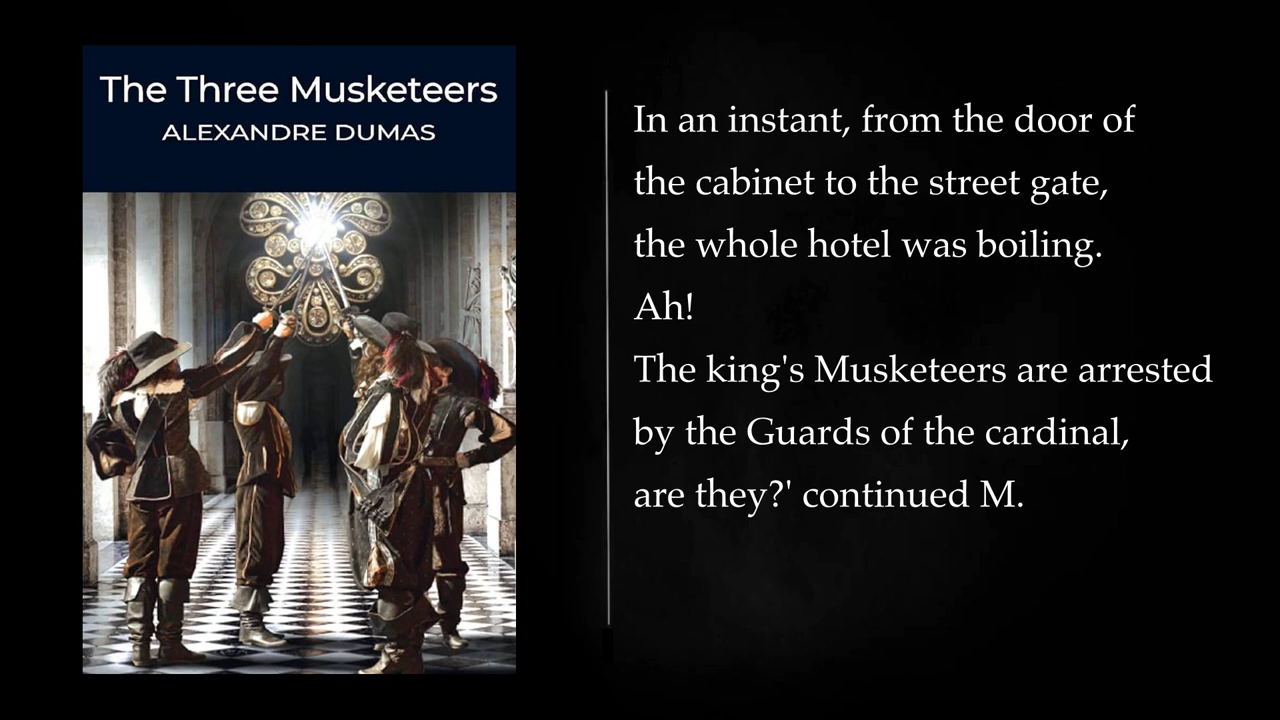 The Three Musketeers
ALEXANDRE DUMAS
In an instant, from the door of
the cabinet to the street gate,
the whole hotel was boiling.
Ah!
The king's Musketeers are arrested
by the Guards of the cardinal,
are they?' continued M.